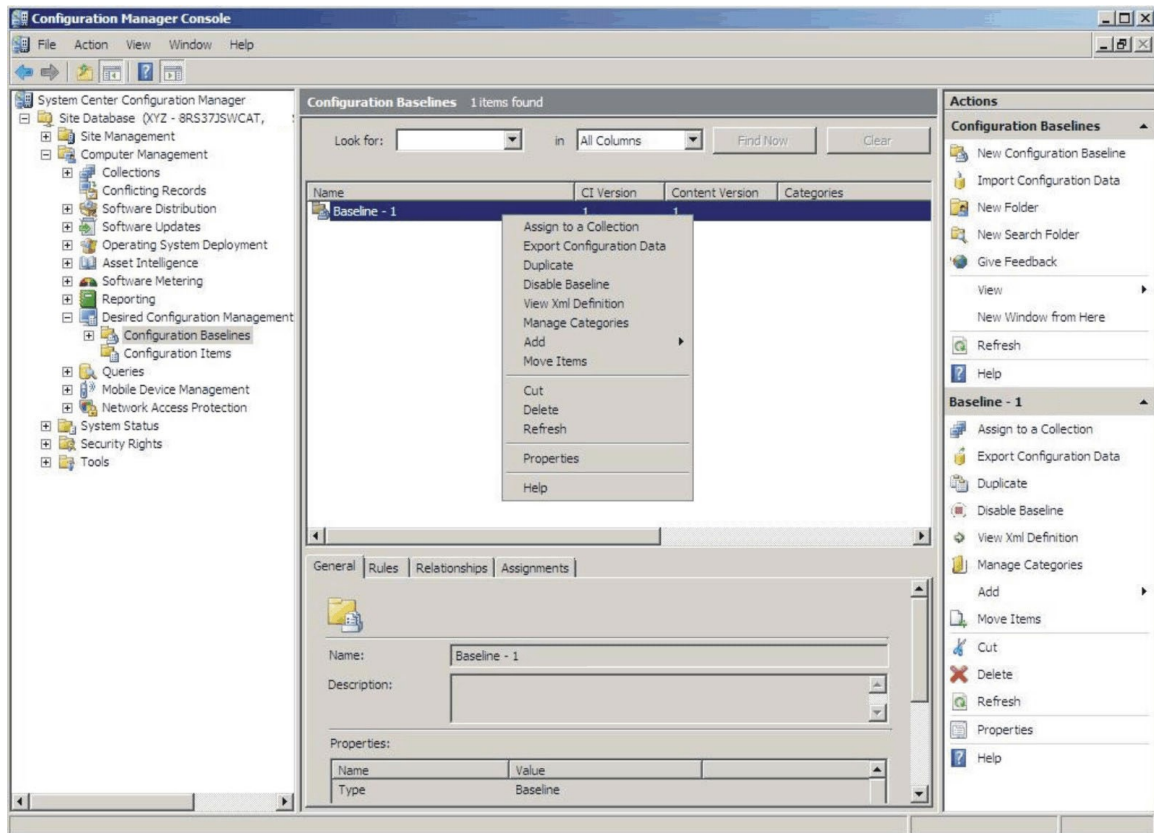 Configuration Manager Console
File Action View Window Help
System Center Configuration Manager
Site Database (XYZ - 8RS37JSWCAT,
Site Management
Computer Management
Collections
Conflicting Records
Software Distribution
Software Updates
Operating System Deployment
Asset Intelligence
Software Metering
Reporting
Desired Configuration Management
Configuration Baselines
Configuration Items
Queries
Mobile Device Management
Network Access Protection
System Status
Security Rights
Tools
Configuration Baselines 1 items found
Look for: in All Columns Find Now Clear
Name CI Version Content Version Categories
Baseline - 1 1 1
Assign to a Collection
Export Configuration Data
Duplicate
Disable Baseline
View Xml Definition
Manage Categories
Add
Move Items
Cut
Delete
Refresh
Properties
Help
General Rules Relationships Assignments
Name: Baseline - 1
Description:
Properties:
Name Value
Type Baseline
Actions
Configuration Baselines
New Configuration Baseline
Import Configuration Data
New Folder
New Search Folder
Give Feedback
View
New Window from Here
Refresh
Help
Baseline - 1
Assign to a Collection
Export Configuration Data
Duplicate
Disable Baseline
View Xml Definition
Manage Categories
Add
Move Items
Cut
Delete
Refresh
Properties
Help